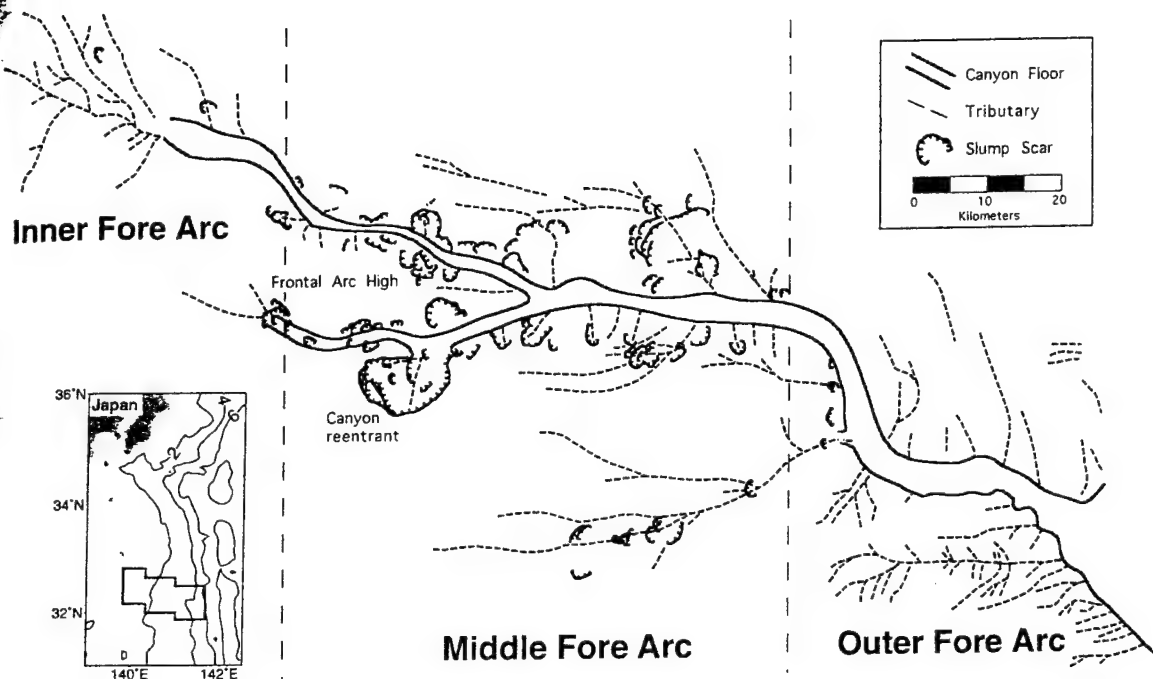 Canyon Floor
Tributary
Slump Scar
0 10 20
Kilometers
Inner Fore Arc
Frontal Arc High
Canyon
reentrant
36°N
Japan
34°N
32°N
140°E 142°E
Middle Fore Arc
Outer Fore Arc